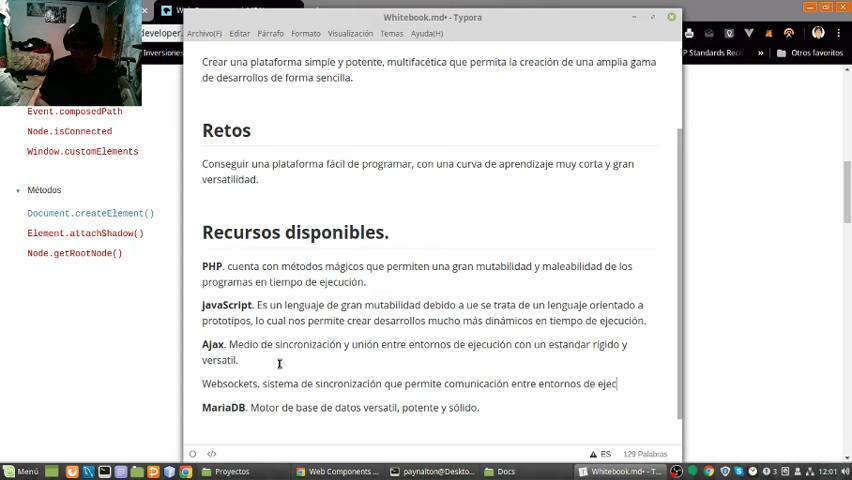 Whitebook.md• - Typora
Archivo(F) Editar Párrafo Formato Visualización Temas Ayuda(H)
developer.
Inversiones
P Standards Reco
» Otros favoritos
Event.composedPath
Node.isConnected
Window.customElements
Métodos
Document.createElement()
Element.attachShadow()
Node.getRootNode()
Crear una plataforma simple y potente, multifacética que permita la creación de una amplia gama
de desarrollos de forma sencilla.
Retos
Conseguir una plataforma fácil de programar, con una curva de aprendizaje muy corta y gran
versatilidad.
Recursos disponibles.
PHP. cuenta con métodos mágicos que permiten una gran mutabilidad y maleabilidad de los
programas en tiempo de ejecución.
javaScript. Es un lenguaje de gran mutabilidad debido a ue se trata de un lenguaje orientado a
prototipos, lo cual nos permite crear desarrollos mucho más dinámicos en tiempo de ejecución.
Ajax. Medio de sincronización y unión entre entornos de ejecución con un estandar rígido y
versatil.
Websockets. sistema de sincronización que permite comunicación entre entornos de ejec
MariaDB. Motor de base de datos versatil, potente y sólido.
ES 129 Palabras
Menú Proyectos Web Components ... paynalton@Deskto... Docs Whitebook.md• - T... 3 12:01